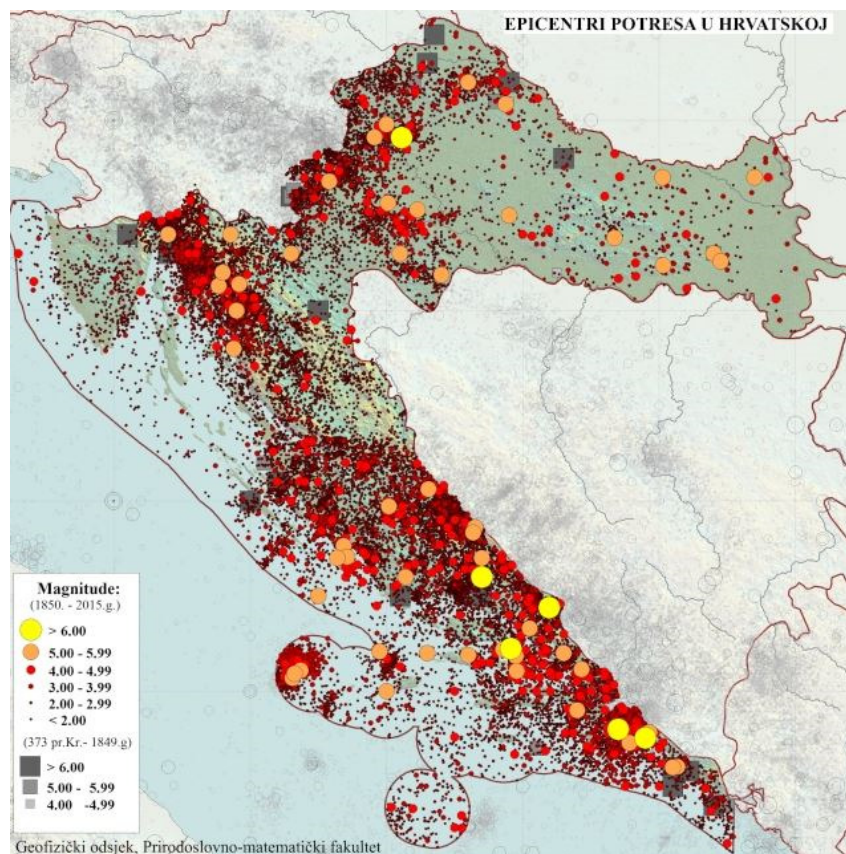 EPICENTRI POTRESA U HRVATSKOJ
Magnitude:
(1850. - 2015.g.)
> 6.00
5.00 - 5.99
4.00 - 4.99
3.00 - 3.99
2.00 - 2.99
< 2.00
(373 pr.Kr.- 1849.g)
> 6.00
5.00 - 5.99
4.00 -4.99
Geofizički odsjek, Prirodoslovno-matematički fakultet